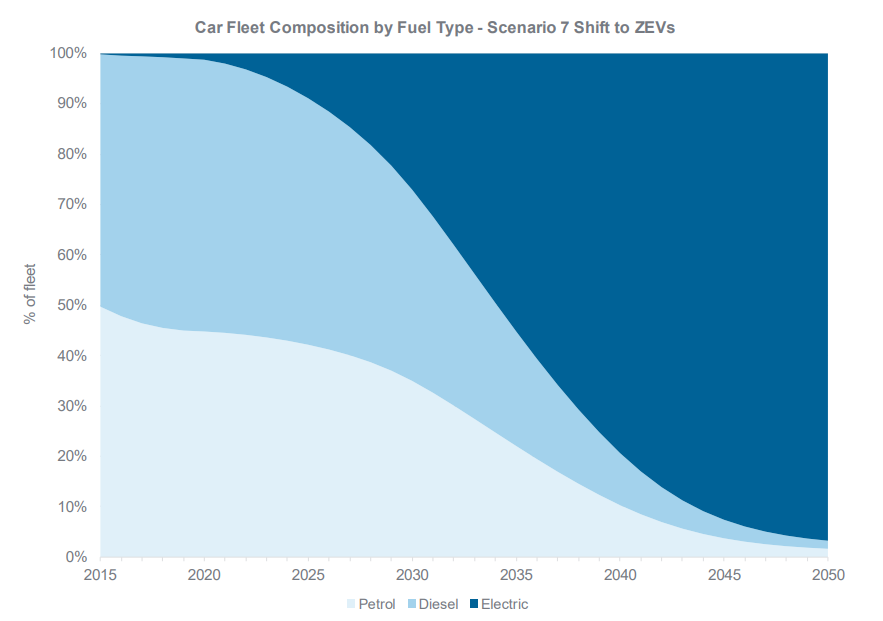 Car Fleet Composition by Fuel Type - Scenario 7 Shift to ZEVs
100%
90%
80%
70%
60%
50%
40%
30%
20%
10%
0%
% of fleet
2015 2020 2025 2030 2035 2040 2045 2050
Petrol Diesel Electric